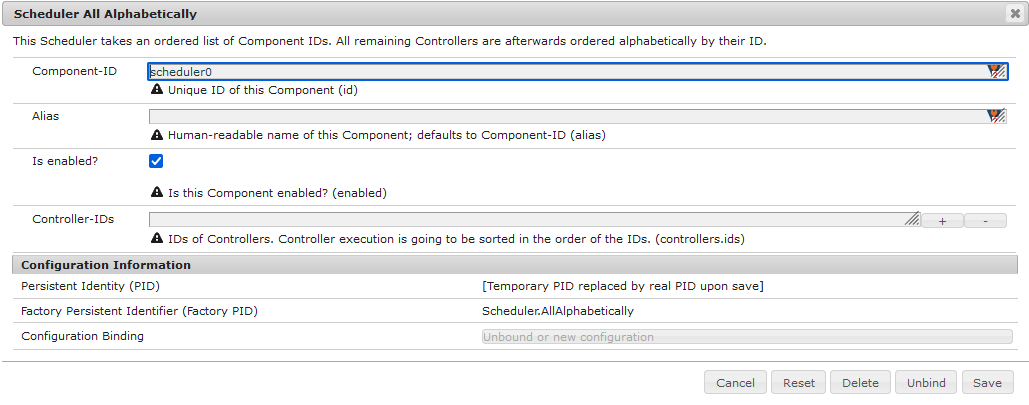 Scheduler All Alphabetically
This Scheduler takes an ordered list of Component IDs. All remaining Controllers are afterwards ordered alphabetically by their ID.
Component-ID
scheduler0
Unique ID of this Component (id)
Alias
Human-readable name of this Component; defaults to Component-ID (alias)
Is enabled?
Is this Component enabled? (enabled)
Controller-IDs
+ -
IDs of Controllers. Controller execution is going to be sorted in the order of the IDs. (controllers.ids)
Configuration Information
Persistent Identity (PID) [Temporary PID replaced by real PID upon save]
Factory Persistent Identifier (Factory PID) Scheduler.AllAlphabetically
Configuration Binding Unbound or new configuration
Cancel Reset Delete Unbind Save